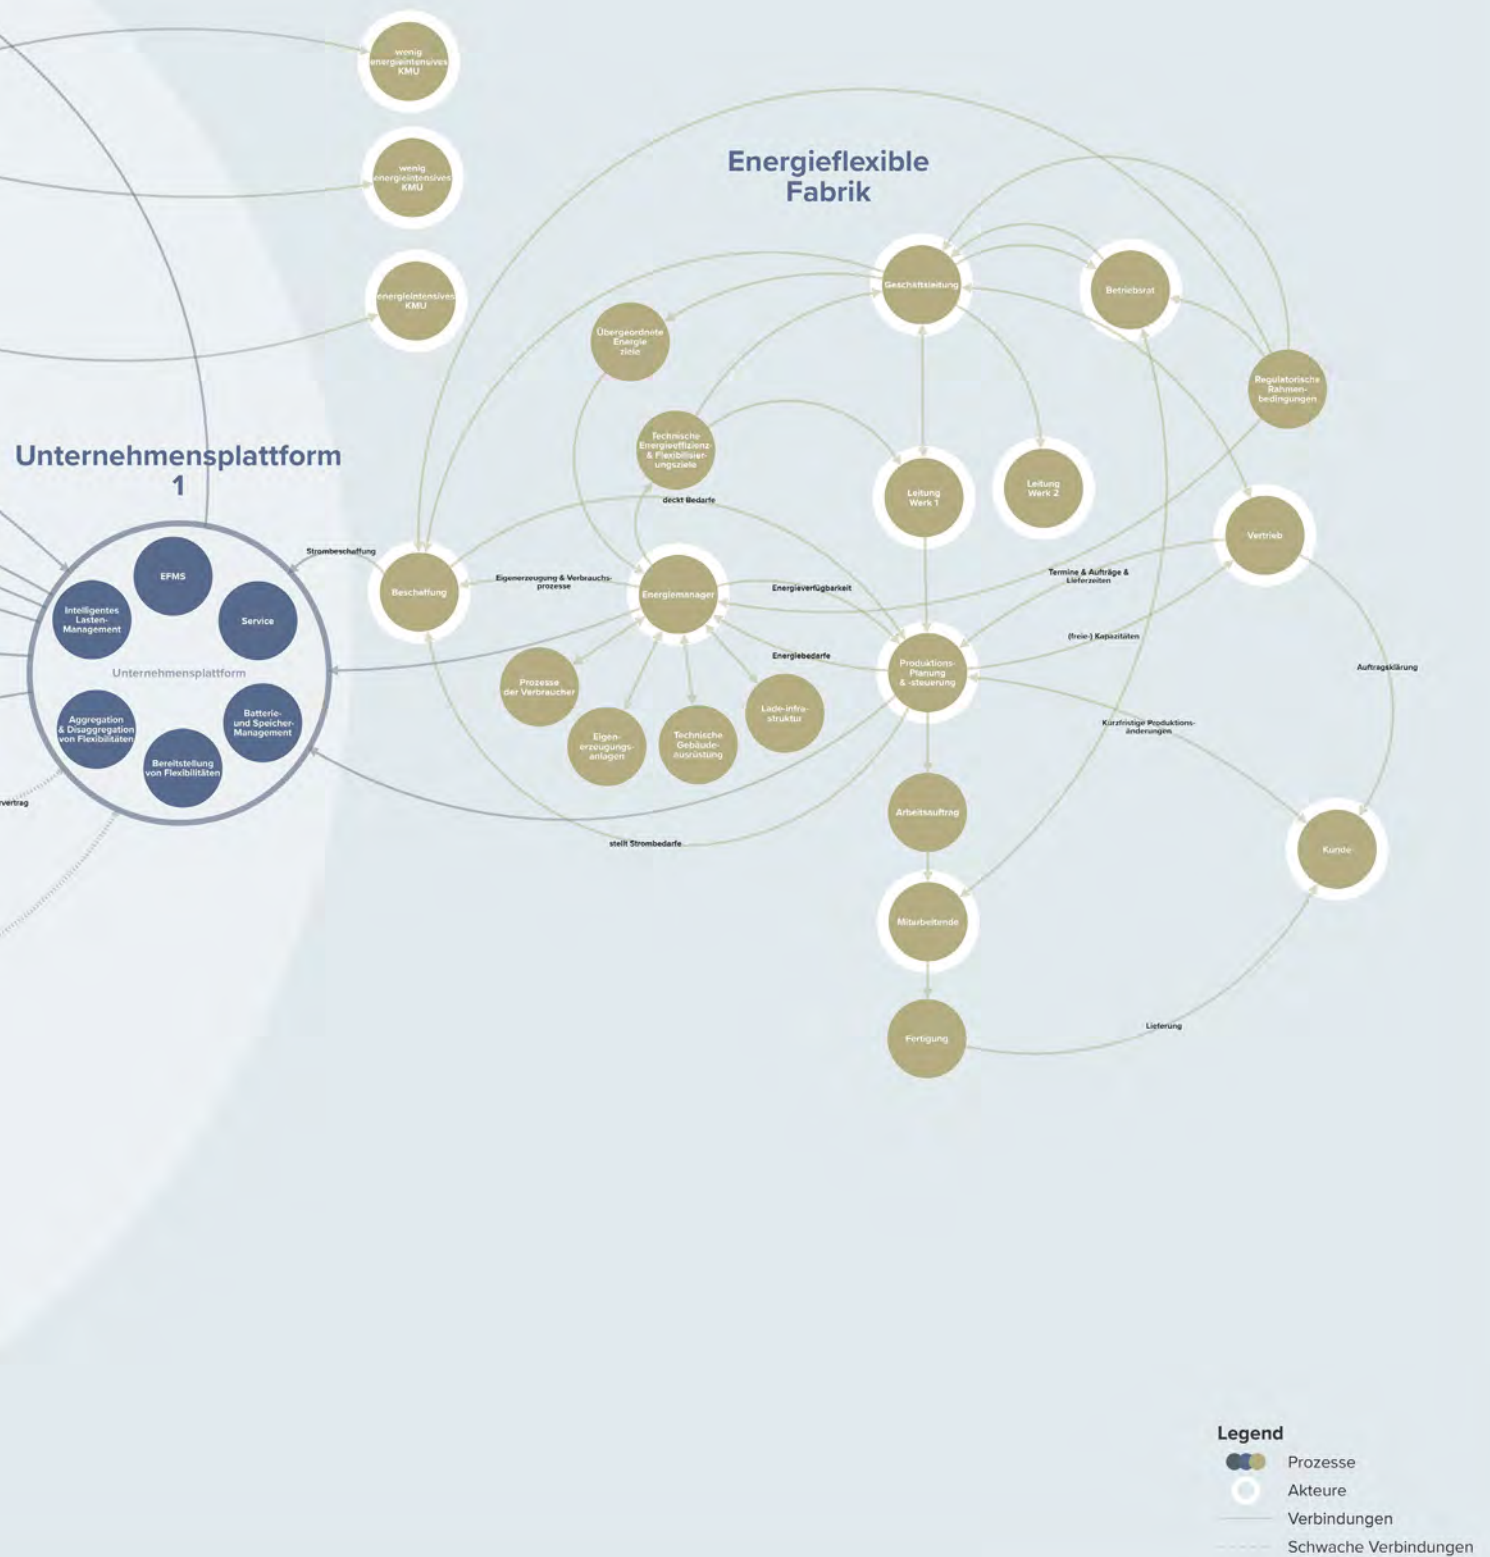 wenig
energieintensives
KMU
wenig
energieintensives
KMU
energieintensives
KMU
Energieflexible
Fabrik
Geschäftsleitung
Betriebsrat
Übergeordnete
Energie
ziele
Regulatorische
Rahmen-
bedingungen
Technische
Energieeffizienz-
& Flexibilisier-
ungsziele
Leitung
Werk 1
Leitung
Werk 2
deckt Bedarfe
Vertrieb
Unternehmensplattform
1
Strombeschaffung
Beschaffung
Eigenerzeugung & Verbrauchs-
prozesse
Energiemanager
Energieverfügbarkeit
Termine & Aufträge &
Lieferzeiten
(freie-) Kapazitäten
Energiebedarfe
Produktions-
Planung
& -steuerung
Auftragsklärung
EFMS
Intelligentes
Lasten-
Management
Service
Unternehmensplattform
Aggregation
& Disaggregation
von Flexibilitäten
Batterie-
und Speicher-
Management
Bereitstellung
von Flexibilitäten
Prozesse
der Verbraucher
Eigen-
erzeugungs-
anlagen
Technische
Gebäude-
ausrüstung
Lade-infra-
struktur
Kurzfristige Produktions-
änderungen
vertrag
stellt Strombedarfe
Arbeitsauftrag
Kunde
Mitarbeitende
Fertigung
Lieferung
Legend
Prozesse
Akteure
Verbindungen
Schwache Verbindungen